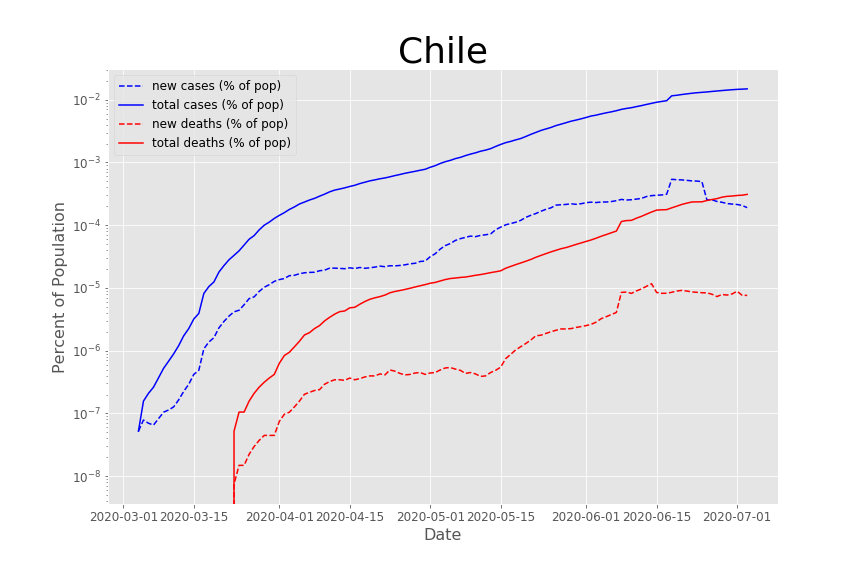 Chile
new cases (% of pop)
total cases (% of pop)
new deaths (% of pop)
total deaths (% of pop)
10⁻²
10⁻³
10⁻⁴
10⁻⁵
10⁻⁶
10⁻⁷
10⁻⁸
Percent of Population
2020-03-01 2020-03-15 2020-04-01 2020-04-15 2020-05-01 2020-05-15 2020-06-01 2020-06-15 2020-07-01
Date